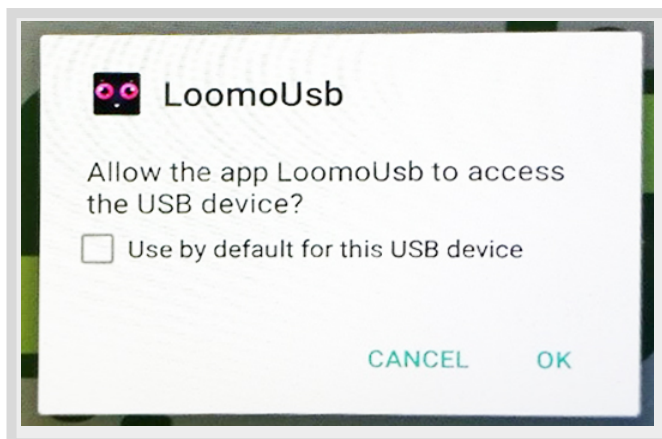 LoomoUsb
Allow the app LoomoUsb to access
the USB device?
Use by default for this USB device
CANCEL OK